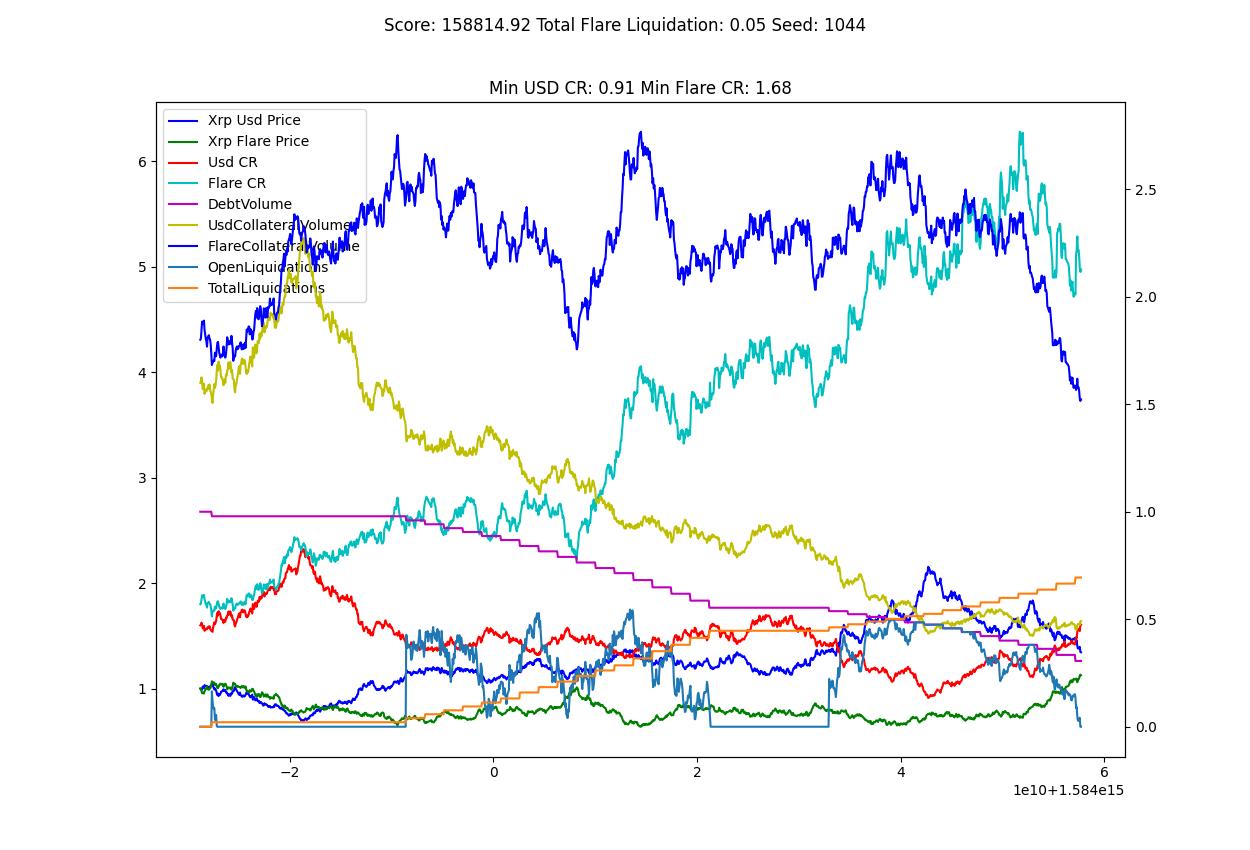 Score: 158814.92 Total Flare Liquidation: 0.05 Seed: 1044
Min USD CR: 0.91 Min Flare CR: 1.68
Xrp Usd Price
Xrp Flare Price
Usd CR
Flare CR
DebtVolume
UsdCollateralVolume
FlareCollateralVolume
OpenLiquidations
TotalLiquidations
6
5
4
3
2
1
2.5
2.0
1.5
1.0
0.5
0.0
−2
0
2
4
6
1e10+1.584e15